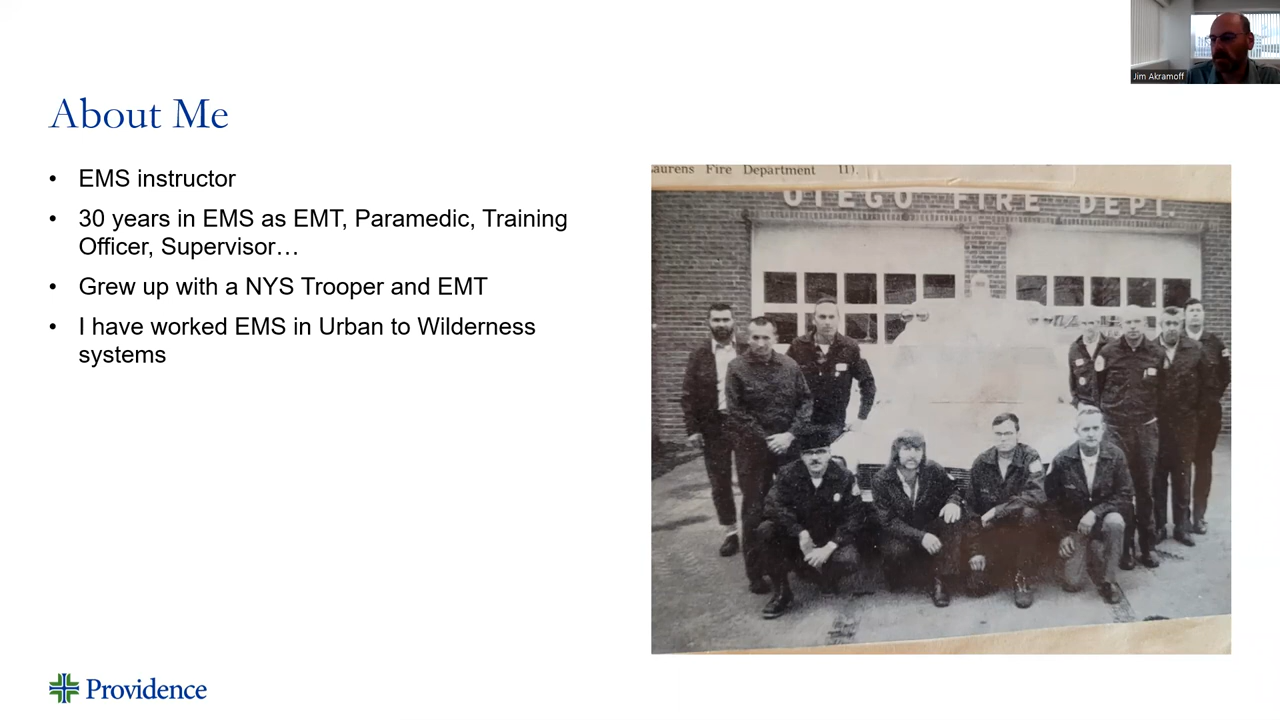 Jim Akramoff
About Me
• EMS instructor
• 30 years in EMS as EMT, Paramedic, Training
Officer, Supervisor…
• Grew up with a NYS Trooper and EMT
• I have worked EMS in Urban to Wilderness
systems
aurens Fire Department 11).
OTEGO FIRE DEPT.
Providence